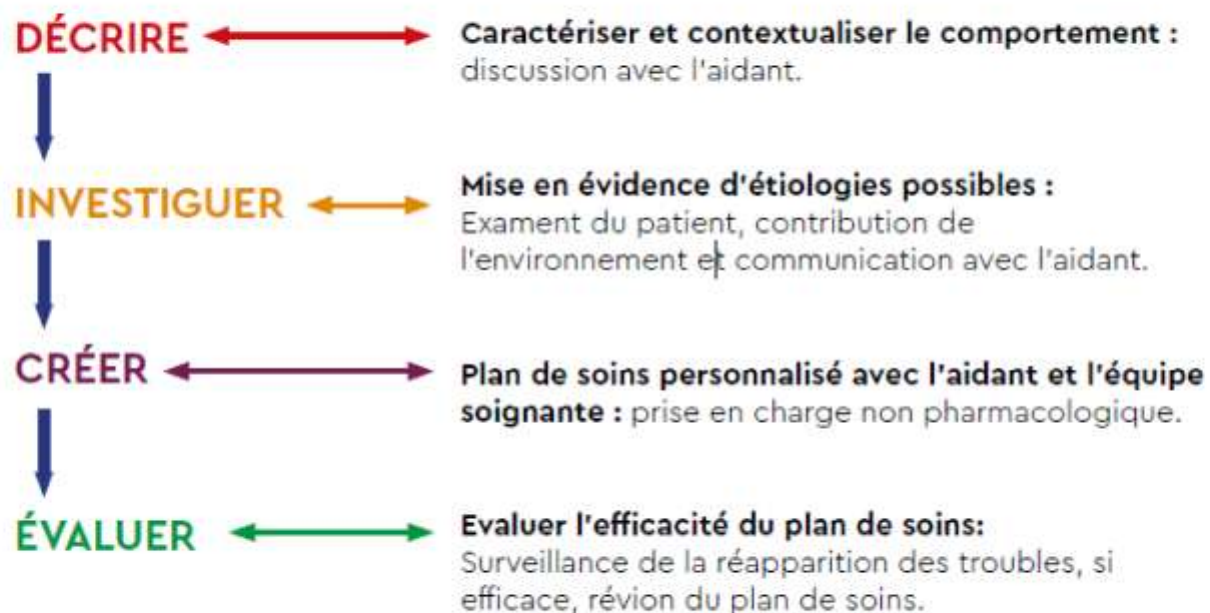 DÉCRIRE
Caractériser et contextualiser le comportement :
discussion avec l'aidant.
INVESTIGUER
Mise en évidence d'étiologies possibles :
Exament du patient, contribution de
l'environnement et communication avec l'aidant.
CRÉER
Plan de soins personnalisé avec l'aidant et l'équipe
soignante : prise en charge non pharmacologique.
ÉVALUER
Evaluer l'efficacité du plan de soins:
Surveillance de la réapparition des troubles, si
efficace, révion du plan de soins.